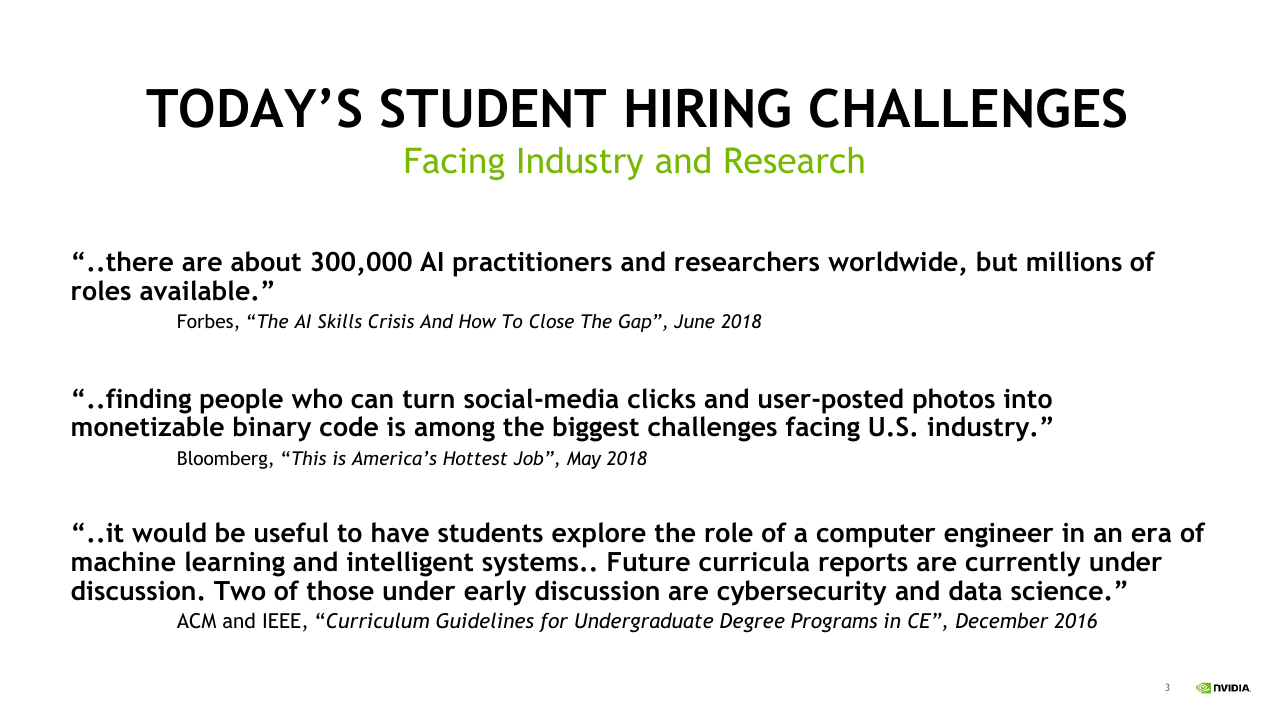 TODAY’S STUDENT HIRING CHALLENGES
Facing Industry and Research
“..there are about 300,000 AI practitioners and researchers worldwide, but millions of
roles available.”
Forbes, “The AI Skills Crisis And How To Close The Gap”, June 2018
“..finding people who can turn social-media clicks and user-posted photos into
monetizable binary code is among the biggest challenges facing U.S. industry.”
Bloomberg, “This is America’s Hottest Job”, May 2018
“..it would be useful to have students explore the role of a computer engineer in an era of
machine learning and intelligent systems.. Future curricula reports are currently under
discussion. Two of those under early discussion are cybersecurity and data science.”
ACM and IEEE, “Curriculum Guidelines for Undergraduate Degree Programs in CE”, December 2016
3
NVIDIA.